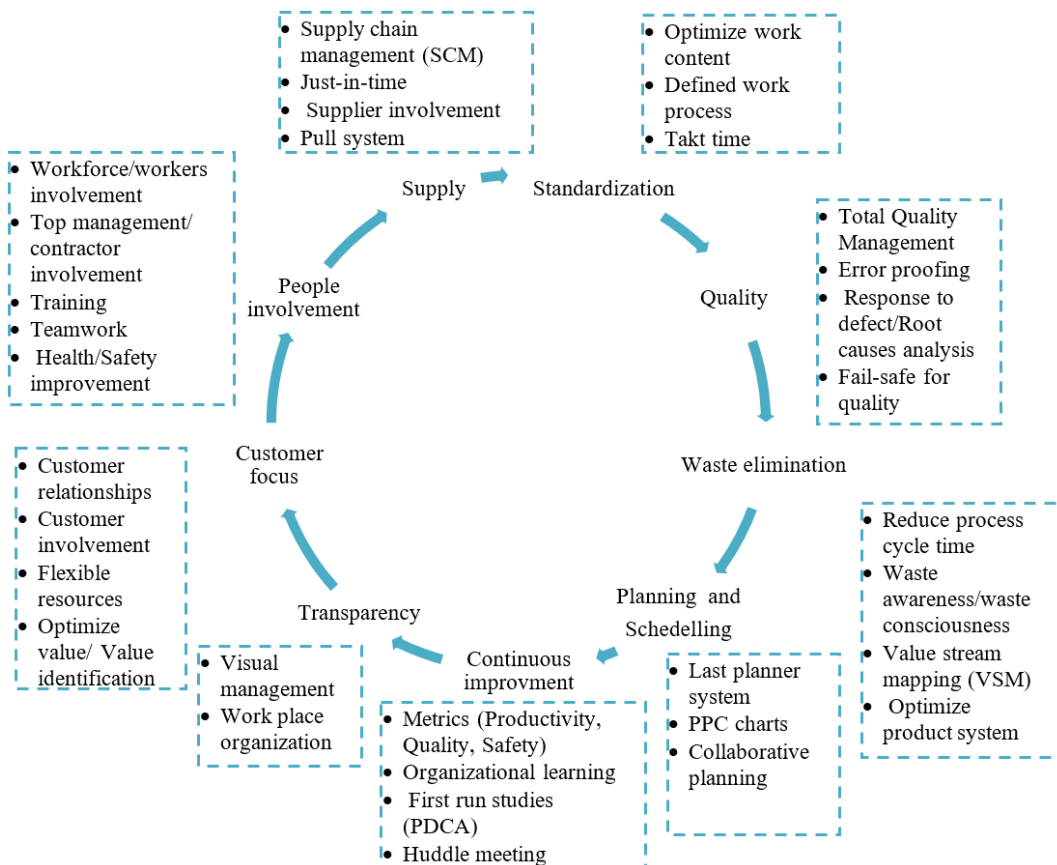 • Supply chain
management (SCM)
• Just-in-time
• Supplier involvement
• Pull system
• Optimize work
content
• Defined work
process
• Takt time
Supply
Standardization
• Workforce/workers
involvement
• Top management/
contractor
involvement
• Training
• Teamwork
• Health/Safety
improvement
People
involvement
Quality
• Total Quality
Management
• Error proofing
• Response to
defect/Root
causes analysis
• Fail-safe for
quality
Customer
focus
Waste elimination
• Customer
relationships
• Customer
involvement
• Flexible
resources
• Optimize
value/ Value
identification
• Reduce process
cycle time
• Waste
awareness/waste
consciousness
• Value stream
mapping (VSM)
• Optimize
product system
Transparency
Planning and
Schedelling
• Visual
management
• Work place
organization
Continuous
improvment
• Metrics (Productivity,
Quality, Safety)
• Organizational learning
• First run studies
(PDCA)
• Huddle meeting
• Last planner
system
• PPC charts
• Collaborative
planning